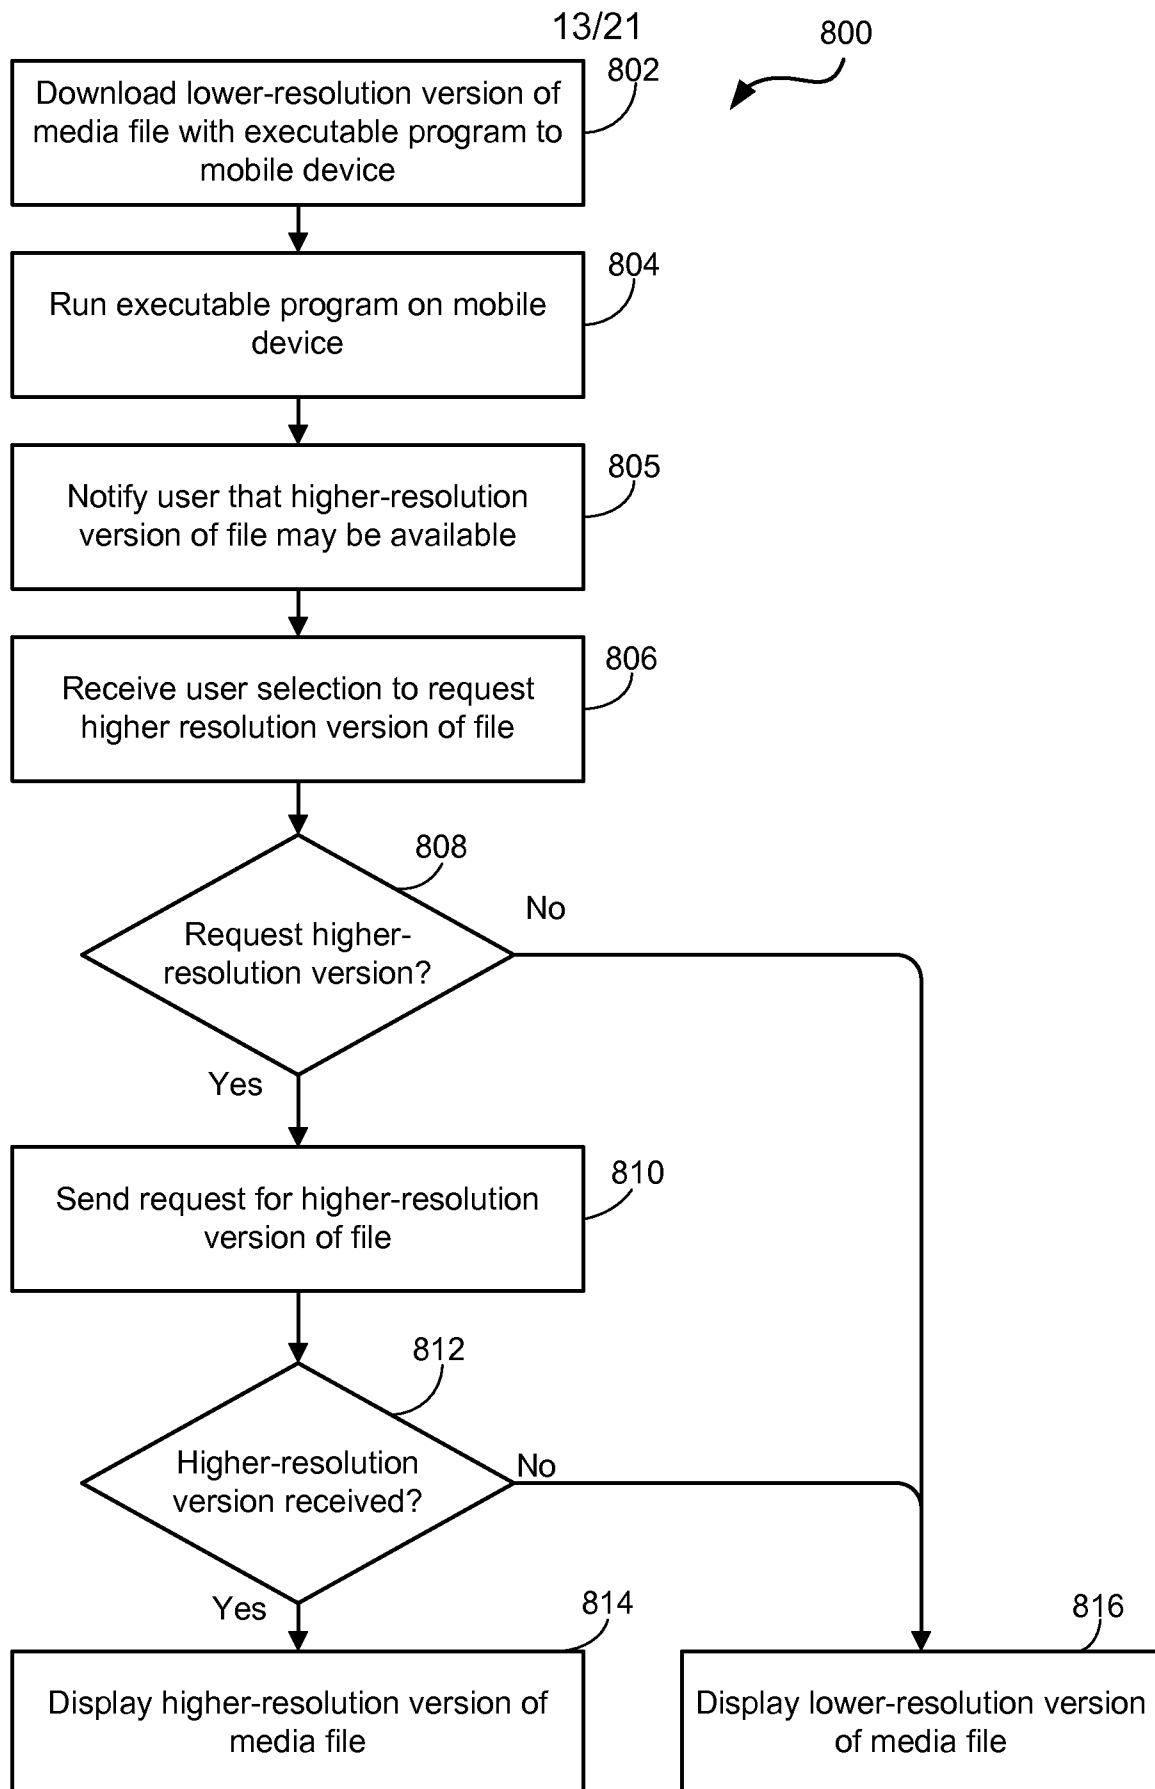 13/21
800
802
Download lower-resolution version of
media file with executable program to
mobile device
804
Run executable program on mobile
device
805
Notify user that higher-resolution
version of file may be available
806
Receive user selection to request
higher resolution version of file
808
No
Request higher-
resolution version?
Yes
810
Send request for higher-resolution
version of file
812
Higher-resolution
version received?
No
Yes
814
816
Display higher-resolution version of
media file
Display lower-resolution version
of media file